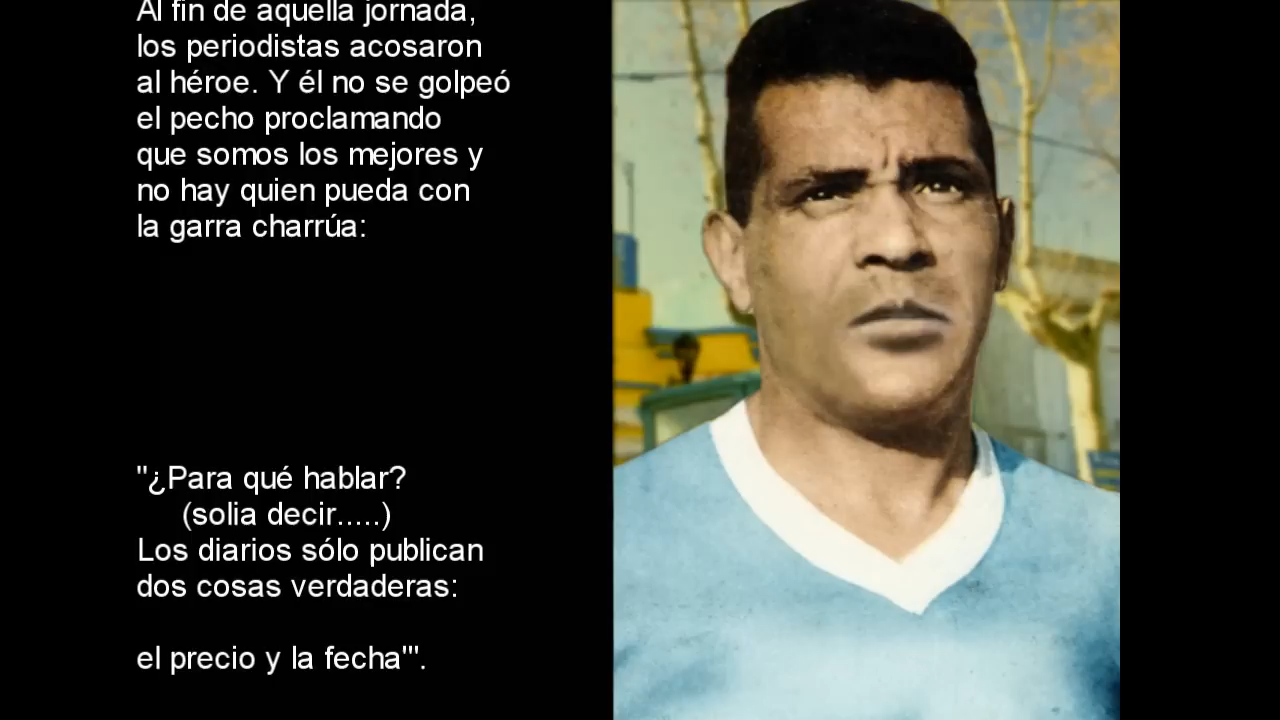 Al fin de aquella jornada,
los periodistas acosaron
al héroe. Y él no se golpeó
el pecho proclamando
que somos los mejores y
no hay quien pueda con
la garra charrúa:
"¿Para qué hablar?
(solia decir.....)
Los diarios sólo publican
dos cosas verdaderas:
el precio y la fecha"'.